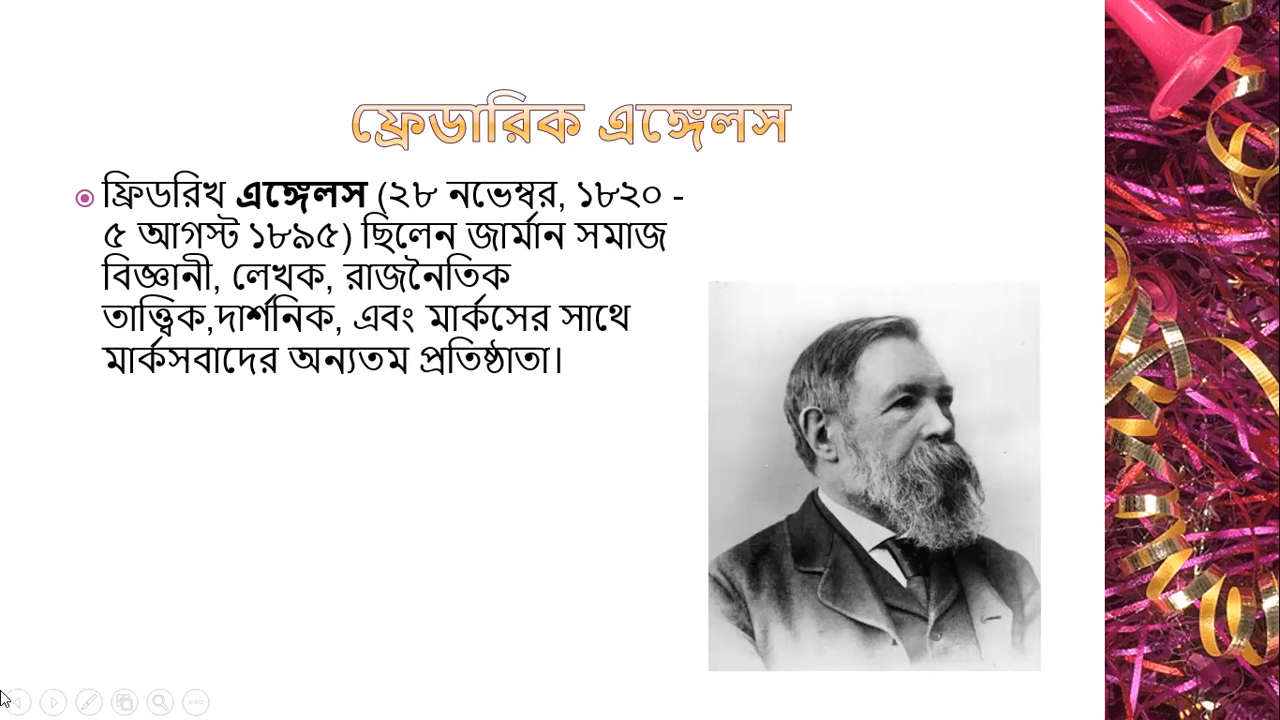 ফ্রেডারিক এঙ্গেলস
ফ্রিডরিখ এঙ্গেলস (২৮ নভেম্বর, ১৮২০ -
৫ আগস্ট ১৮৯৫) ছিলেন জার্মান সমাজ
বিজ্ঞানী, লেখক, রাজনৈতিক
তাত্ত্বিক,দার্শনিক, এবং মার্কসের সাথে
মার্কসবাদের অন্যতম প্রতিষ্ঠাতা।